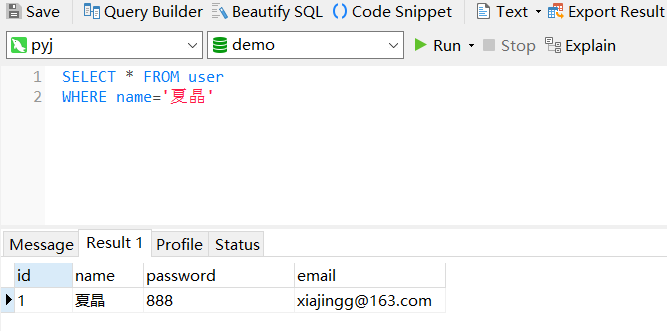 Save Query Builder Beautify SQL Code Snippet Text Export Result
pyj demo Run Stop Explain
1 SELECT * FROM user
2 WHERE name='夏晶'
Message Result 1 Profile Status
id name password email
1 夏晶 888 xiajingg@163.com